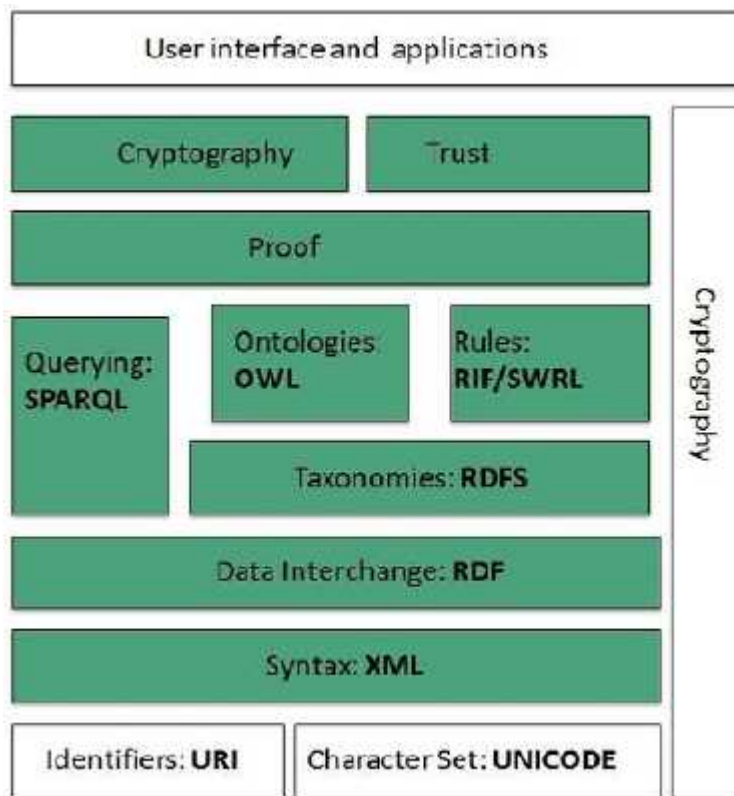 User interface and applications
Cryptography
Trust
Proof
Querying:
SPARQL
Ontologies
OWL
Rules:
RIF/SWRL
Taxonomies: RDFS
Data Interchange: RDF
Syntax: XML
Identifiers: URI
Character Set: UNICODE
Cryptography